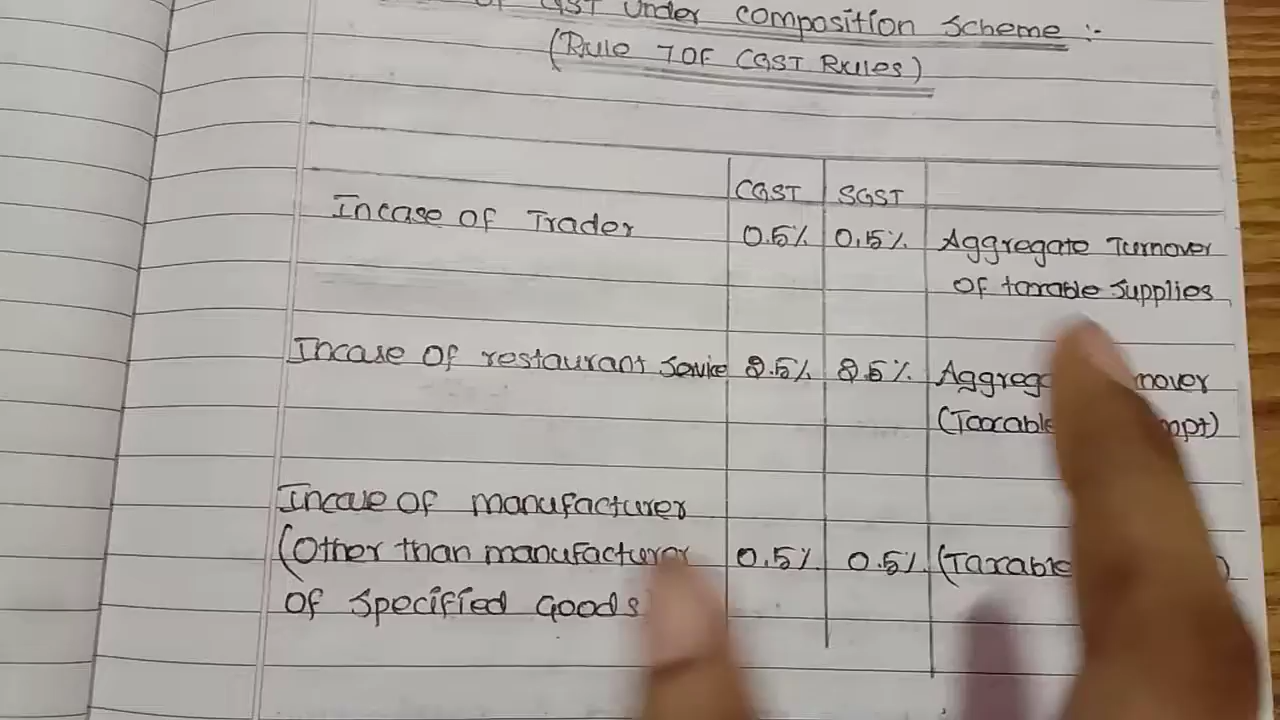 OF CGST Under composition Scheme :-
(Rule 7 OF CGST Rules)
CGST SGST
Incase of Trader 0.5% 0.5% Aggregate Turnover
of taxable supplies
Incase of restaurant Service 2.5% 2.5%
(Taxable
Incase of manufacturer
(Other than manufacturer 0.5% 0.5% (Taxable
of specified goods)